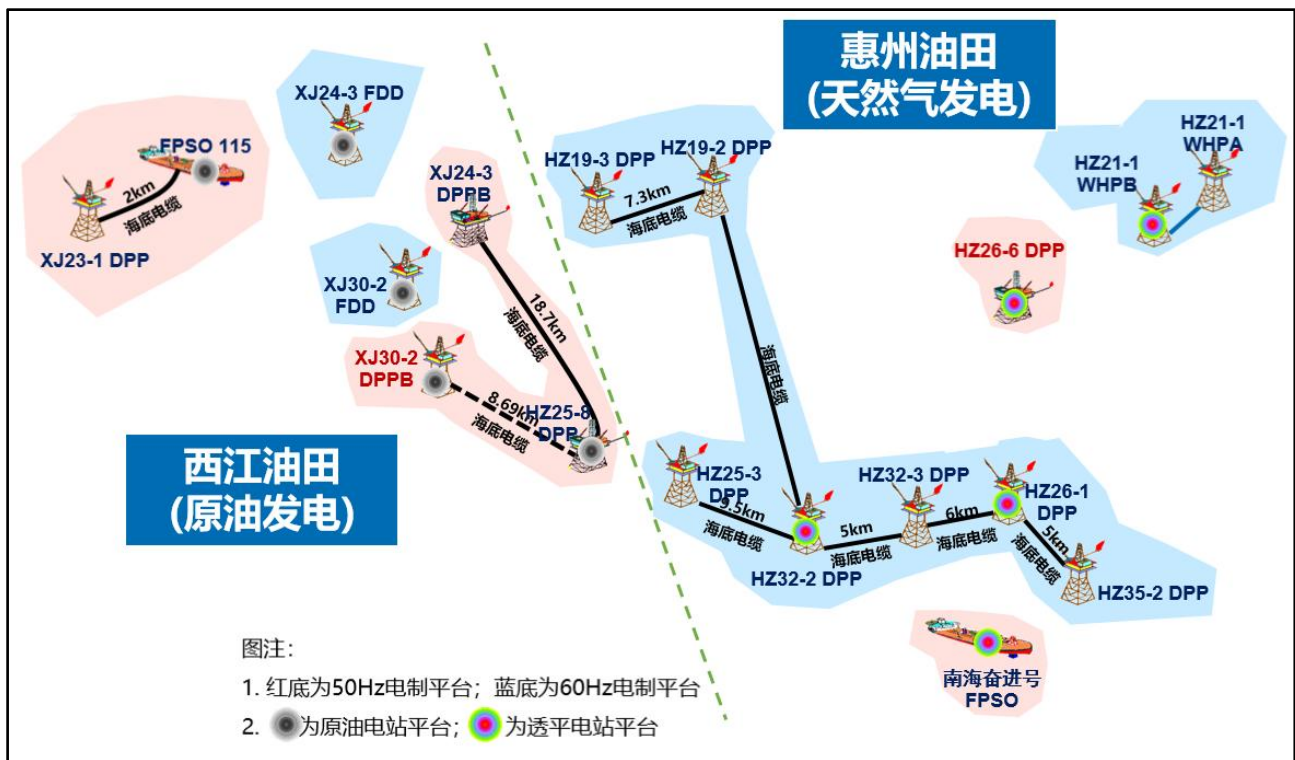 惠州油田
(天然气发电)
XJ24-3 FDD
FPSO 115
2km
海底电缆
XJ23-1 DPP
XJ24-3
DPPB
XJ30-2
FDD
18.7km
海底电缆
XJ30-2
DPPB
8.69km
海底电缆
HZ25-8
DPP
西江油田
(原油发电)
HZ19-3 DPP
HZ19-2 DPP
7.3km
海底电缆
海底电缆
HZ21-1
WHPA
HZ21-1
WHPB
HZ26-6 DPP
HZ25-3
DPP
9.5km
海底电缆
HZ32-2 DPP
5km
海底电缆
HZ32-3 DPP
6km
海底电缆
HZ26-1
DPP
5km
海底电缆
HZ35-2 DPP
南海奋进号
FPSO
图注：
1. 红底为50Hz电制平台；蓝底为60Hz电制平台
2. 为原油电站平台； 为透平电站平台